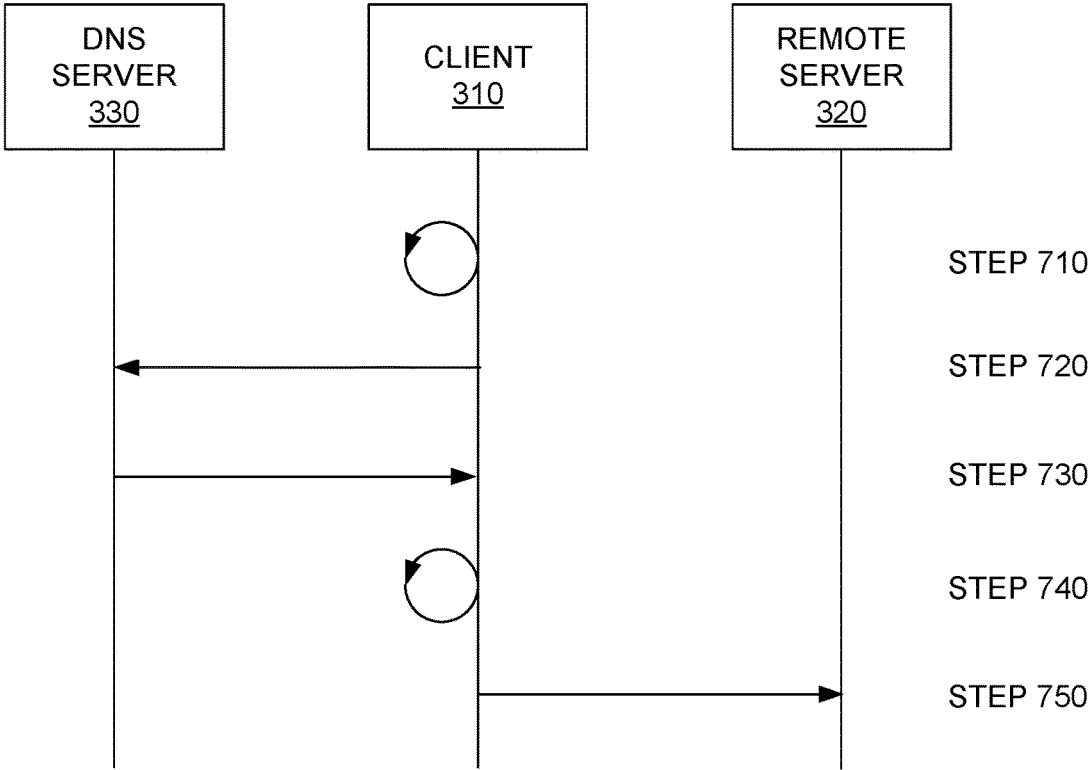 DNS
SERVER
330
CLIENT
310
REMOTE
SERVER
320
STEP 710
STEP 720
STEP 730
STEP 740
STEP 750